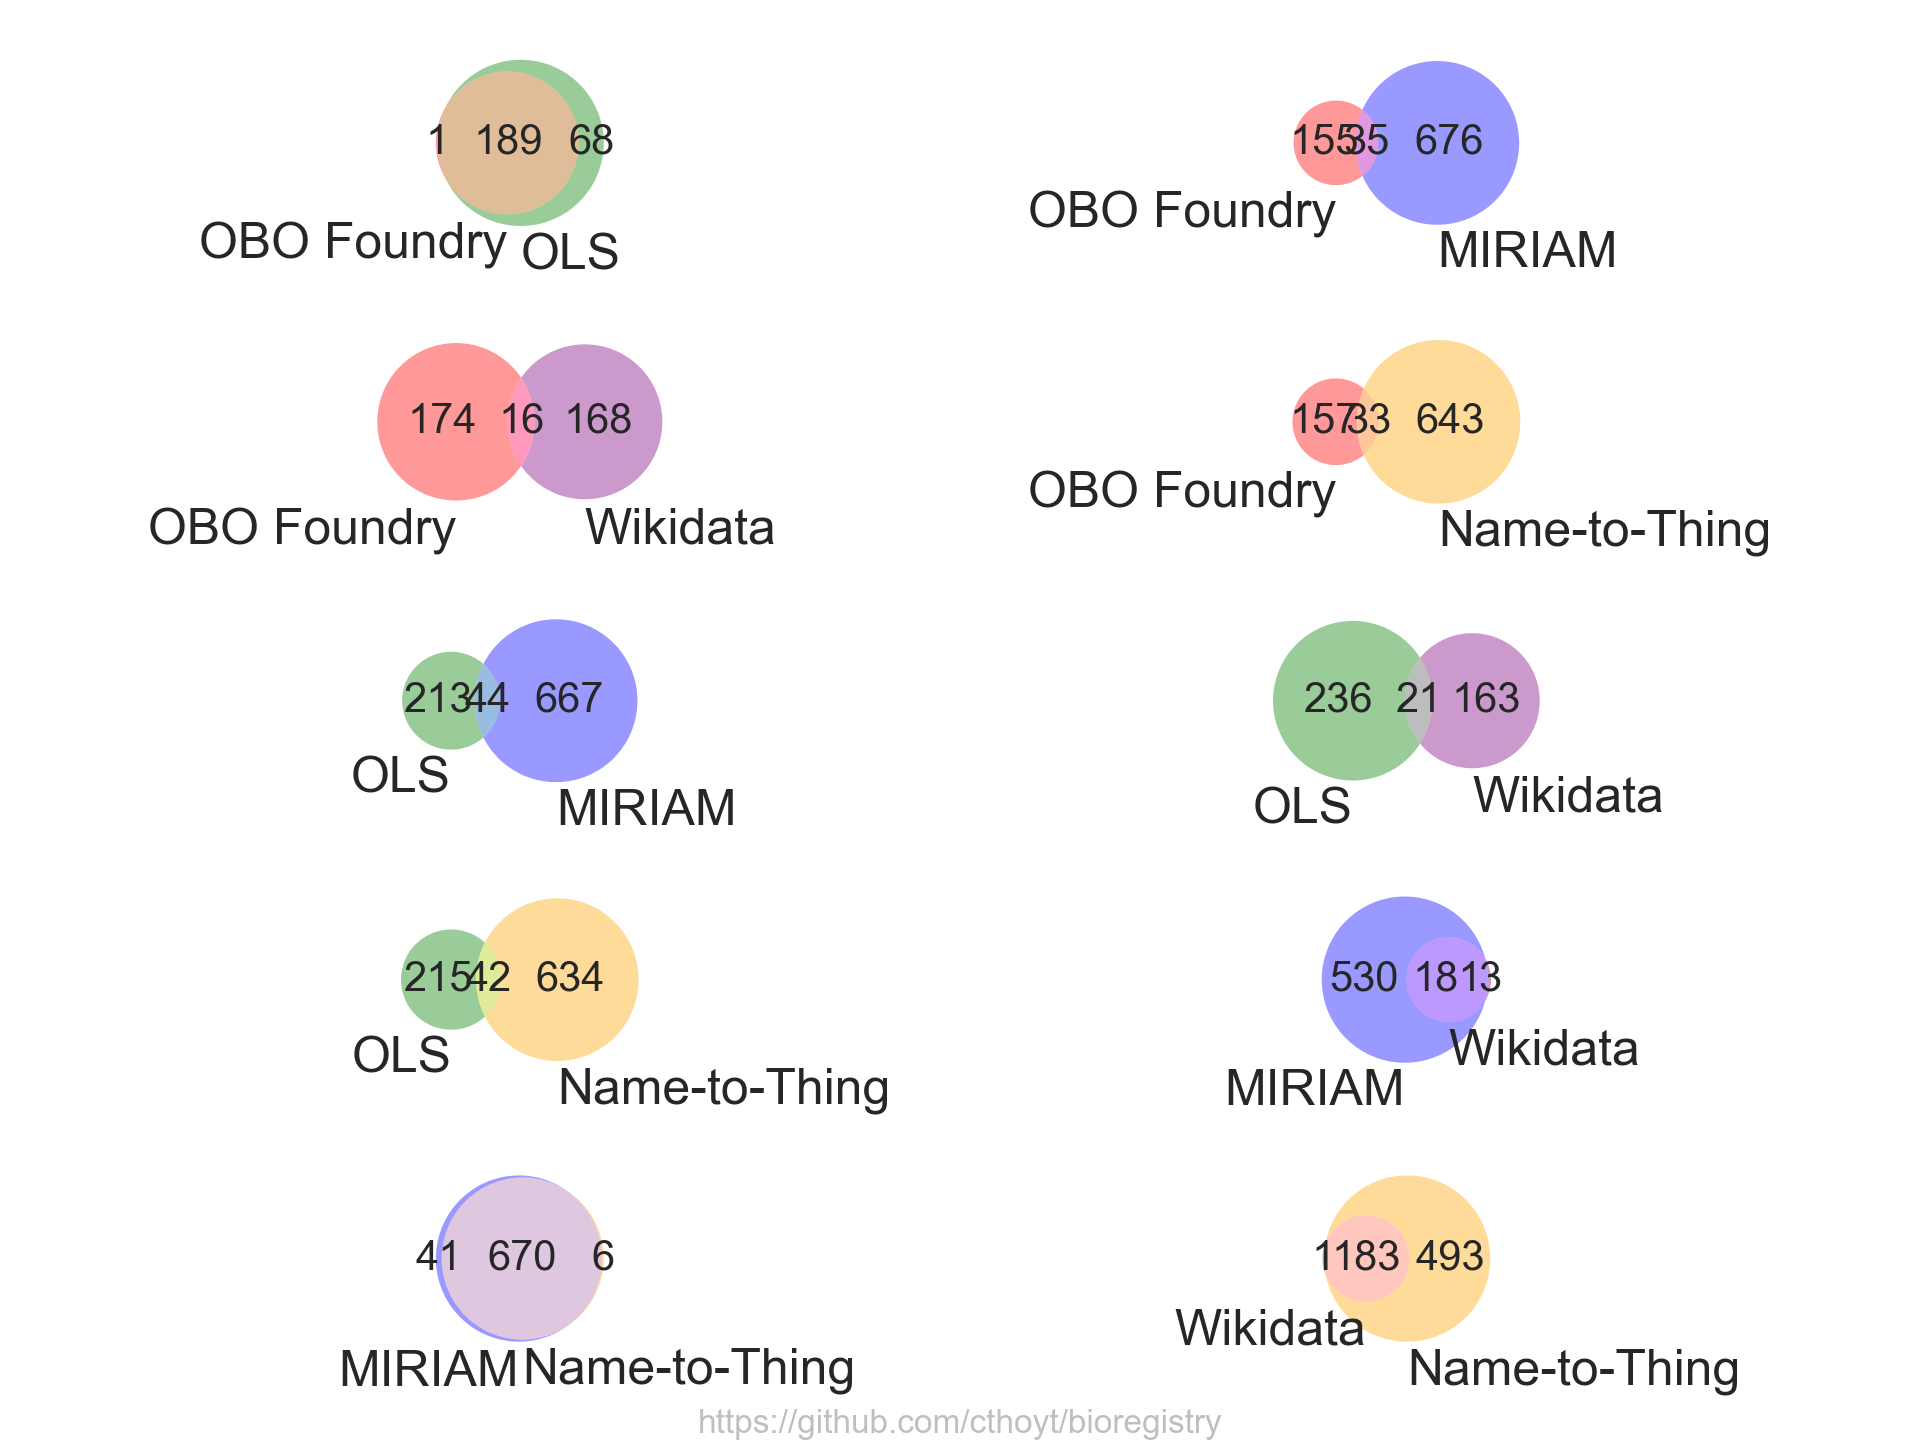 1 189 68
OBO Foundry
OLS
155 35 676
OBO Foundry
MIRIAM
174 16 168
OBO Foundry
Wikidata
157 33 643
OBO Foundry
Name-to-Thing
213 44 667
OLS
MIRIAM
236 21 163
OLS
Wikidata
215 42 634
OLS
Name-to-Thing
530 181 3
Wikidata
MIRIAM
41 670 6
MIRIAM
Name-to-Thing
1 183 493
Wikidata
Name-to-Thing
https://github.com/cthoyt/bioregistry